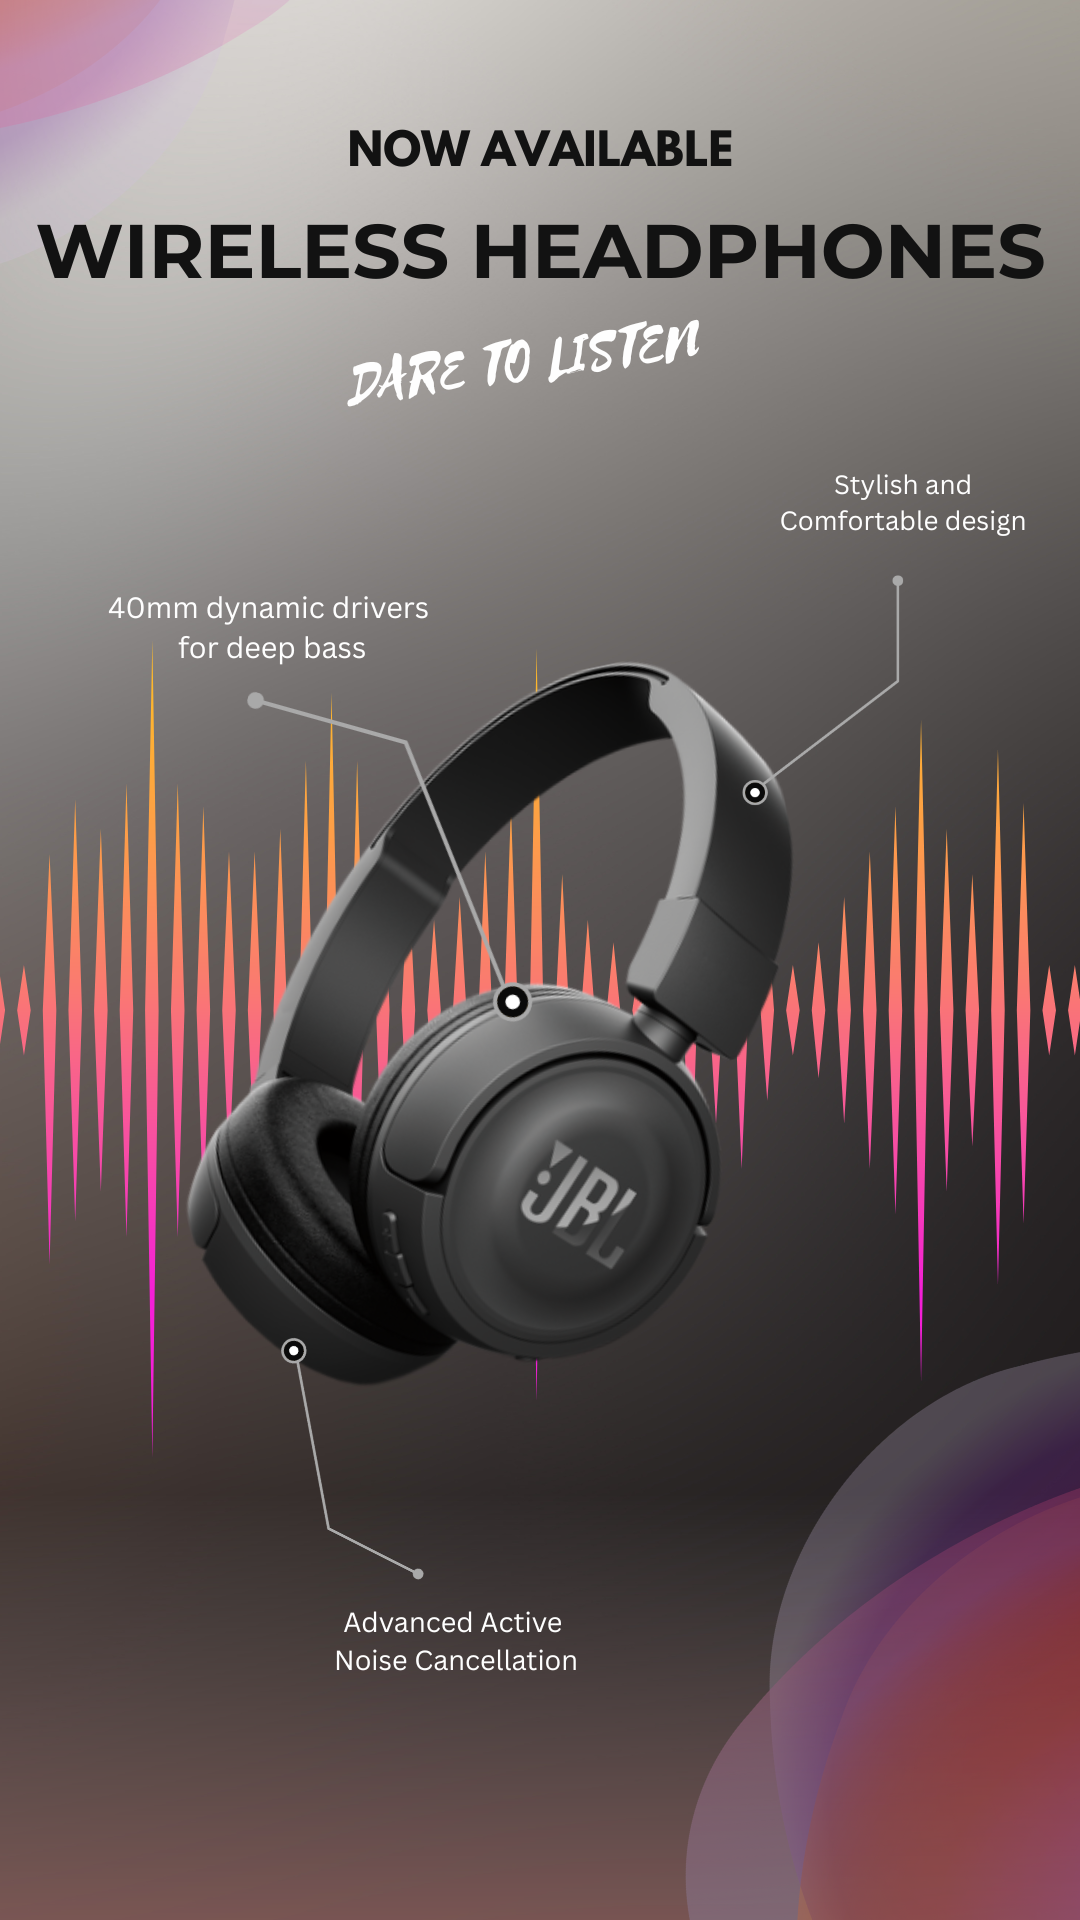 NOW AVAILABLE
WIRELESS HEADPHONES
DARE TO LISTEN
Stylish and
Comfortable design
40mm dynamic drivers
for deep bass
JBL
Advanced Active
Noise Cancellation